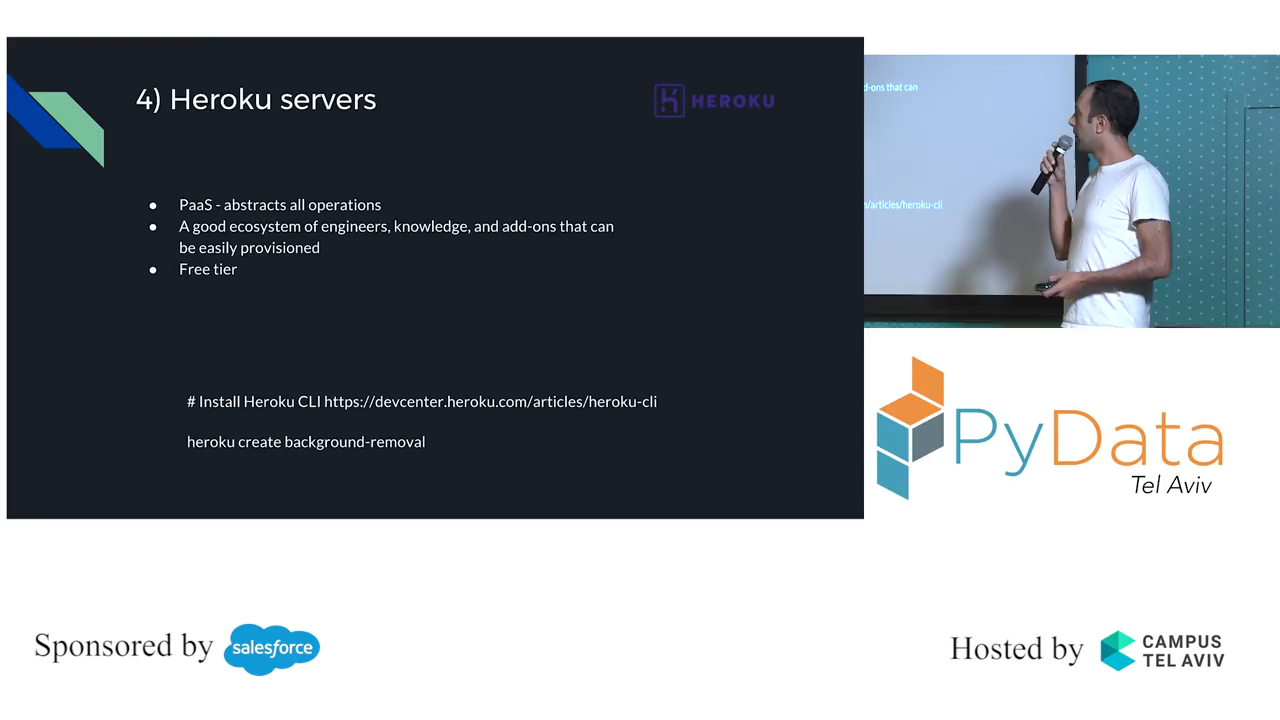 4) Heroku servers
HEROKU
● PaaS - abstracts all operations
● A good ecosystem of engineers, knowledge, and add-ons that can
be easily provisioned
● Free tier
# Install Heroku CLI https://devcenter.heroku.com/articles/heroku-cli
heroku create background-removal
d-ons that can
/articles/heroku-cli
PyData
Tel Aviv
Sponsored by
salesforce
Hosted by
CAMPUS
TEL AVIV